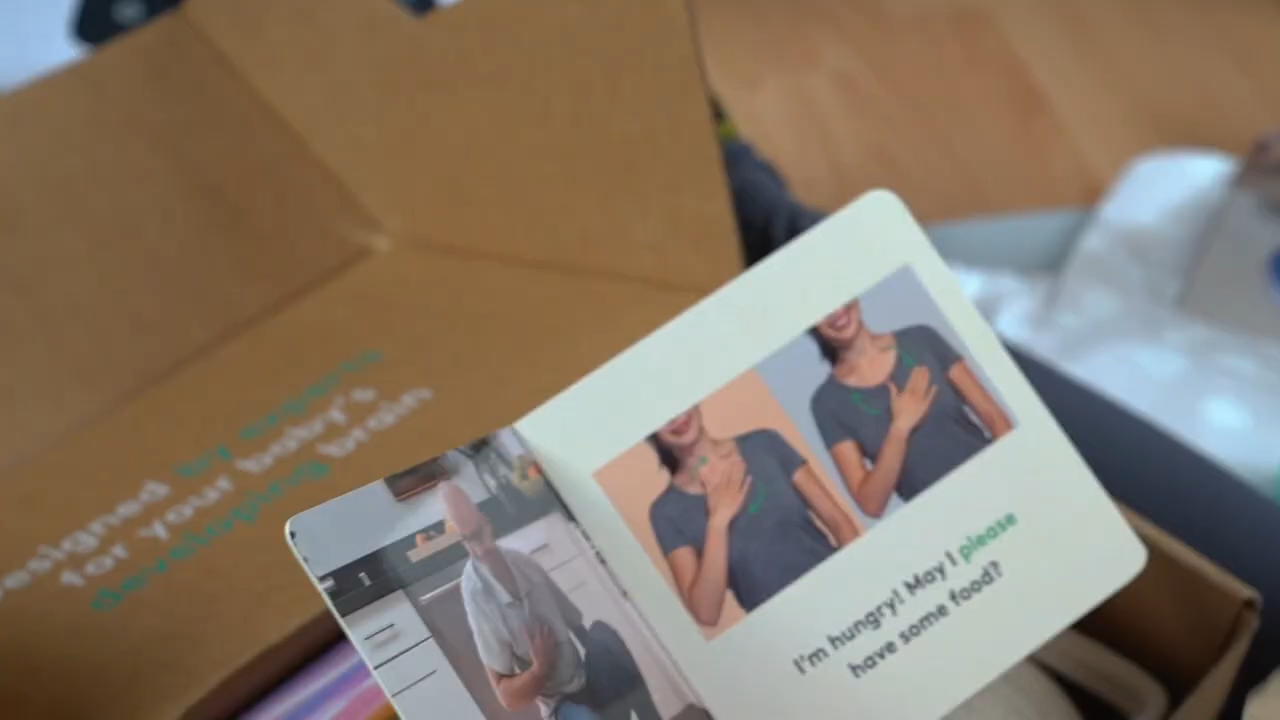 designed by experts
for your baby's
developing brain
I'm hungry! May I please
have some food?